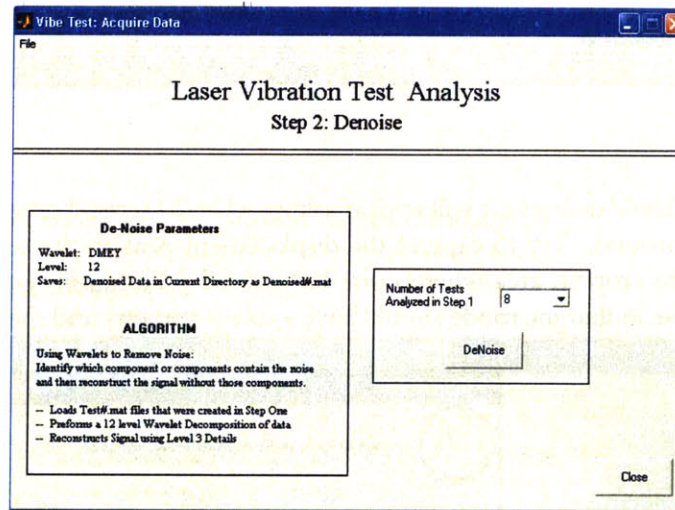 Vibe Test: Acquire Data
File
Laser Vibration Test Analysis
Step 2: Denoise
De-Noise Parameters
Wavelet: DMEY
Level: 12
Saves: Denoised Data in Current Directory as Denoised#.mat
ALGORITHM
Using Wavelets to Remove Noise:
Identify which component or components contain the noise
and then reconstruct the signal without those components.
-- Loads Test#.mat files that were created in Step One
-- Preforms a 12 level Wavelet Decomposition of data
-- Reconstructs Signal using Level 3 Details
Number of Tests
Analyzed in Step 1
8
DeNoise
Close